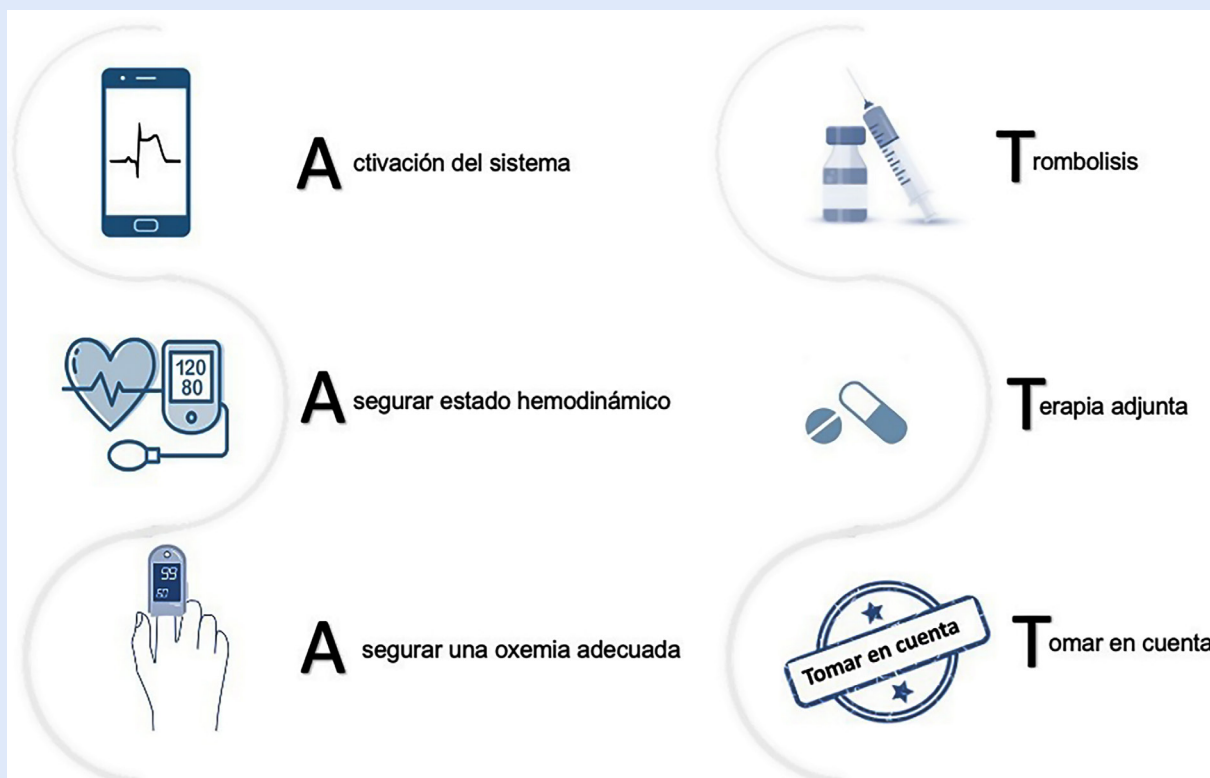 Activación del sistema
Trombolisis
120
80
Asegurar estado hemodinámico
Terapia adjunta
99
60
Asegurar una oxemia adecuada
Tomar en cuenta
Tomar en cuenta